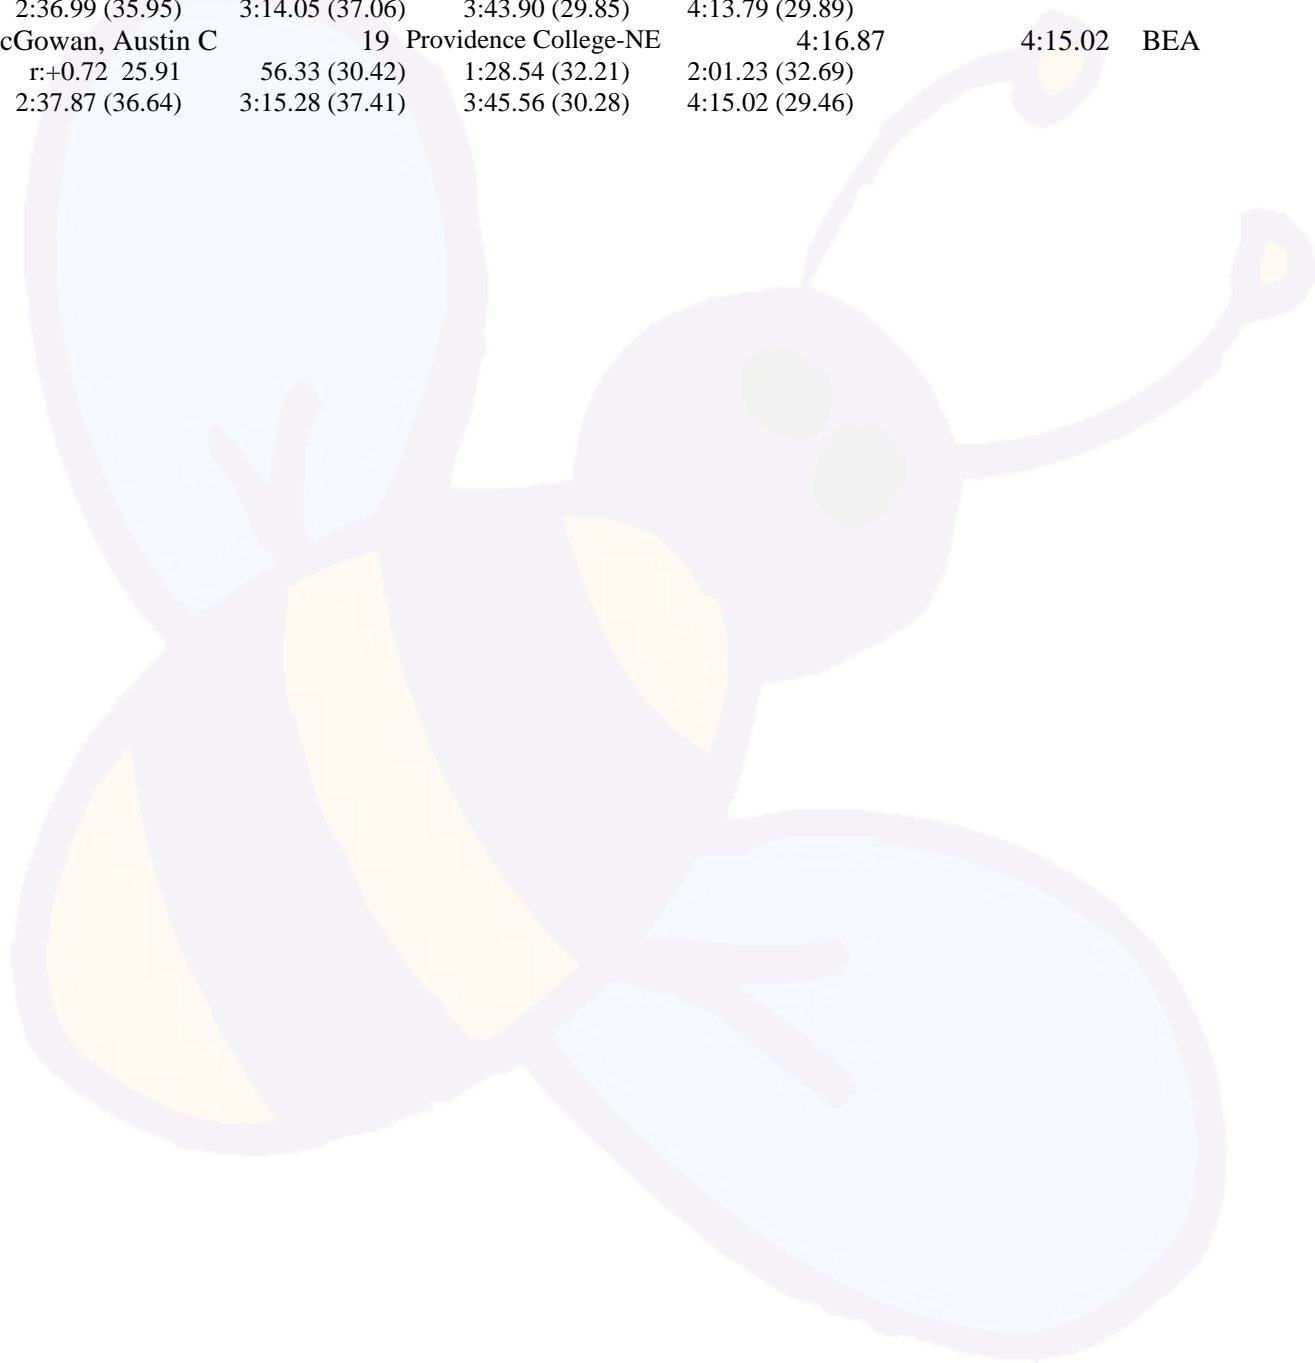 2:36.99 (35.95) 3:14.05 (37.06) 3:43.90 (29.85) 4:13.79 (29.89)
cGowan, Austin C 19 Providence College-NE 4:16.87 4:15.02 BEA
r:+0.72 25.91 56.33 (30.42) 1:28.54 (32.21) 2:01.23 (32.69)
2:37.87 (36.64) 3:15.28 (37.41) 3:45.56 (30.28) 4:15.02 (29.46)